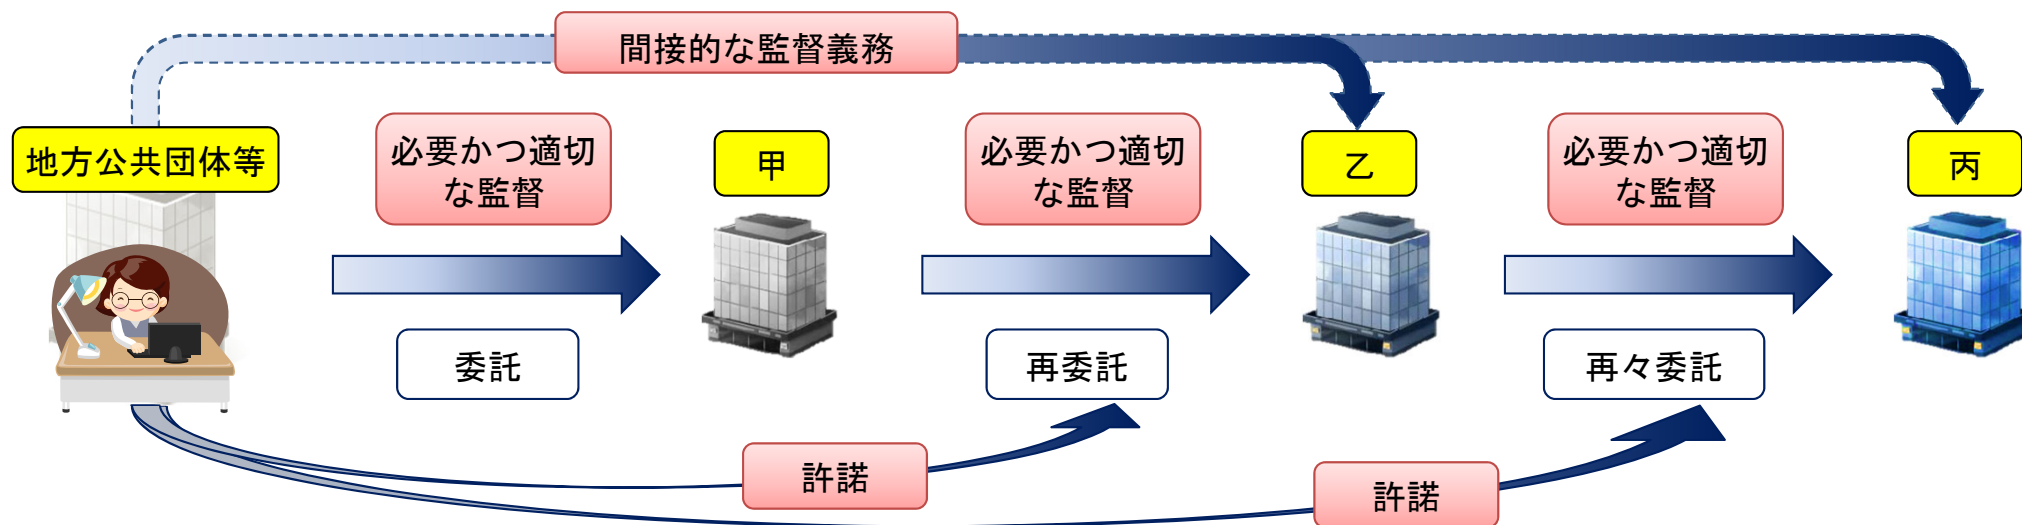 間接的な監督義務
地方公共団体等
必要かつ適切
な監督
甲
必要かつ適切
な監督
乙
必要かつ適切
な監督
丙
委託
再委託
再々委託
許諾
許諾